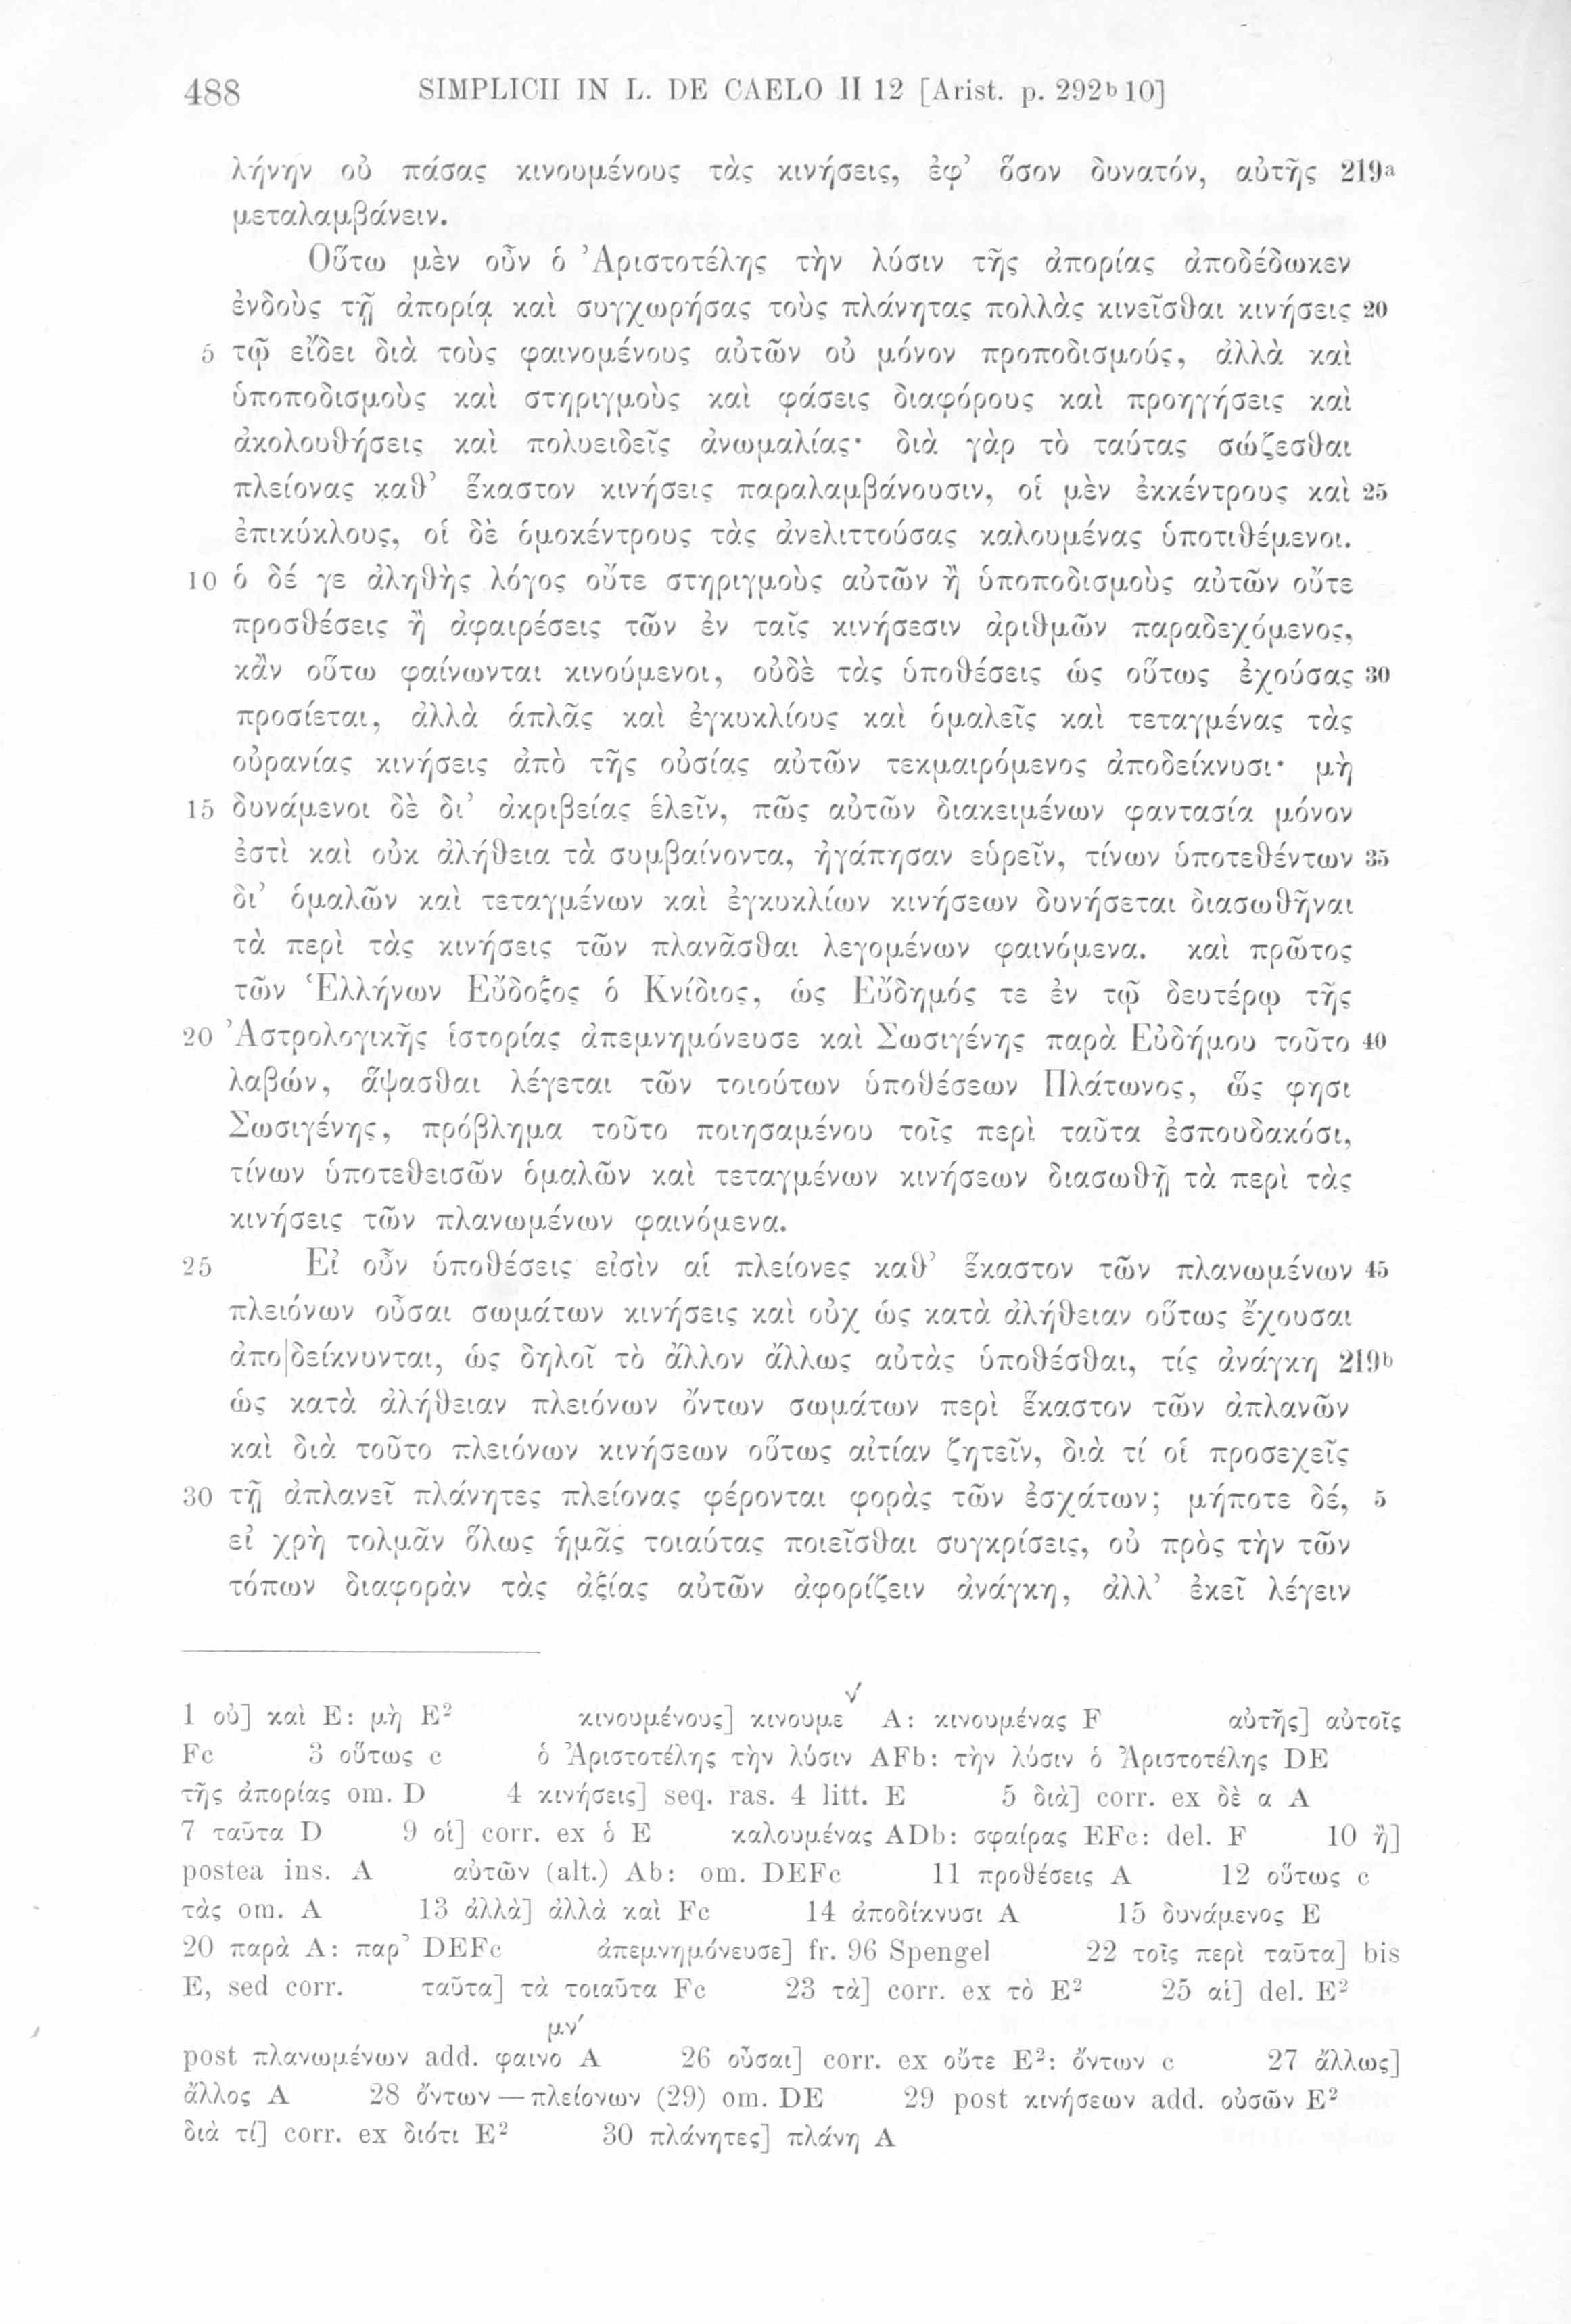 488 SIMPLICII IN L. DE CAELO II 12 [Arist. p. 292ᵇ 10]
λήνην οὐ πάσας κινουμένους τὰς κινήσεις, ἐφ’ ὅσον δυνατόν, αὐτῆς 219ᵃ
μεταλαμβάνειν.
Οὕτω μὲν οὖν ὁ Ἀριστοτέλης τὴν λύσιν τῆς ἀπορίας ἀποδέδωκεν
ἐνδοὺς τῇ ἀπορίᾳ καὶ συγχωρήσας τοὺς πλάνητας πολλὰς κινεῖσθαι κινήσεις 20
5 τῷ εἴδει διὰ τοὺς φαινομένους αὐτῶν οὐ μόνον προποδισμούς, ἀλλὰ καὶ
ὑποποδισμοὺς καὶ στηριγμοὺς καὶ φάσεις διαφόρους καὶ προηγήσεις καὶ
ἀκολουθήσεις καὶ πολυειδεῖς ἀνωμαλίας· διὰ γὰρ τὸ ταύτας σώζεσθαι
πλείονας καθ’ ἕκαστον κινήσεις παραλαμβάνουσιν, οἱ μὲν ἐκκέντρους καὶ 25
ἐπικύκλους, οἱ δὲ ὁμοκέντρους τὰς ἀνελιττούσας καλουμένας ὑποτιθέμενοι.
10 ὁ δέ γε ἀληθὴς λόγος οὔτε στηριγμοὺς αὐτῶν ἢ ὑποποδισμοὺς αὐτῶν οὔτε
προσθέσεις ἢ ἀφαιρέσεις τῶν ἐν ταῖς κινήσεσιν ἀριθμῶν παραδεχόμενος,
κἂν οὕτω φαίνωνται κινούμενοι, οὐδὲ τὰς ὑποθέσεις ὡς οὕτως ἐχούσας 30
προσίεται, ἀλλὰ ἁπλᾶς καὶ ἐγκυκλίους καὶ ὁμαλεῖς καὶ τεταγμένας τὰς
οὐρανίας κινήσεις ἀπὸ τῆς οὐσίας αὐτῶν τεκμαιρόμενος ἀποδείκνυσι· μὴ
15 δυνάμενοι δὲ δι’ ἀκριβείας ἑλεῖν, πῶς αὐτῶν διακειμένων φαντασία μόνον
ἐστὶ καὶ οὐκ ἀλήθεια τὰ συμβαίνοντα, ἠγάπησαν εὑρεῖν, τίνων ὑποτεθέντων 35
δι’ ὁμαλῶν καὶ τεταγμένων καὶ ἐγκυκλίων κινήσεων δυνήσεται διασωθῆναι
τὰ περὶ τὰς κινήσεις τῶν πλανᾶσθαι λεγομένων φαινόμενα. καὶ πρῶτος
τῶν Ἑλλήνων Εὔδοξος ὁ Κνίδιος, ὡς Εὔδημός τε ἐν τῷ δευτέρῳ τῆς
20 Ἀστρολογικῆς ἱστορίας ἀπεμνημόνευσε καὶ Σωσιγένης παρὰ Εὐδήμου τοῦτο 40
λαβών, ἅψασθαι λέγεται τῶν τοιούτων ὑποθέσεων Πλάτωνος, ὥς φησι
Σωσιγένης, πρόβλημα τοῦτο ποιησαμένου τοῖς περὶ ταῦτα ἐσπουδακόσι,
τίνων ὑποτεθεισῶν ὁμαλῶν καὶ τεταγμένων κινήσεων διασωθῇ τὰ περὶ τὰς
κινήσεις τῶν πλανωμένων φαινόμενα.
25 Εἰ οὖν ὑποθέσεις εἰσὶν αἱ πλείονες καθ’ ἕκαστον τῶν πλανωμένων 45
πλειόνων οὖσαι σωμάτων κινήσεις καὶ οὐχ ὡς κατὰ ἀλήθειαν οὕτως ἔχουσαι
ἀπο|δείκνυνται, ὡς δηλοῖ τὸ ἄλλον ἄλλως αὐτὰς ὑποθέσθαι, τίς ἀνάγκη 219ᵇ
ὡς κατὰ ἀλήθειαν πλειόνων ὄντων σωμάτων περὶ ἕκαστον τῶν ἀπλανῶν
καὶ διὰ τοῦτο πλειόνων κινήσεων οὕτως αἰτίαν ζητεῖν, διὰ τί οἱ προσεχεῖς
30 τῇ ἀπλανεῖ πλάνητες πλείονας φέρονται φορὰς τῶν ἐσχάτων; μήποτε δέ, 5
εἰ χρὴ τολμᾶν ὅλως ἡμᾶς τοιαύτας ποιεῖσθαι συγκρίσεις, οὐ πρὸς τὴν τῶν
τόπων διαφορὰν τὰς ἀξίας αὐτῶν ἀφορίζειν ἀνάγκη, ἀλλ’ ἐκεῖ λέγειν
1 οὐ] καὶ E: μὴ E² κινουμένους] κινουμεν́ A: κινουμένας F αὐτῆς] αὐτοῖς
Fc 3 οὕτως c ὁ Ἀριστοτέλης τὴν λύσιν AFb: τὴν λύσιν ὁ Ἀριστοτέλης DE
τῆς ἀπορίας om. D 4 κινήσεις] seq. ras. 4 litt. E 5 διὰ] corr. ex δὲ α A
7 ταῦτα D 9 οἱ] corr. ex ὁ E καλουμένας ADb: σφαίρας EFc: del. F 10 ἢ]
postea ins. A αὐτῶν (alt.) Ab: om. DEFc 11 προθέσεις A 12 οὕτως c
τὰς om. A 13 ἀλλὰ] ἀλλὰ καὶ Fc 14 ἀποδίκνυσι A 15 δυνάμενος E
20 παρὰ A: παρ’ DEFc ἀπεμνημόνευσε] fr. 96 Spengel 22 τοῖς περὶ ταῦτα] bis
E, sed corr. ταῦτα] τὰ τοιαῦτα Fc 23 τὰ] corr. ex τὸ E² 25 αἱ] del. E²
post πλανωμένων add. φαινομν́ A 26 οὖσαι] corr. ex οὔτε E²: ὄντων c 27 ἄλλως]
ἄλλος A 28 ὄντων — πλείονων (29) om. DE 29 post κινήσεων add. οὐσῶν E²
διὰ τί] corr. ex διότι E² 30 πλάνητες] πλάνη A